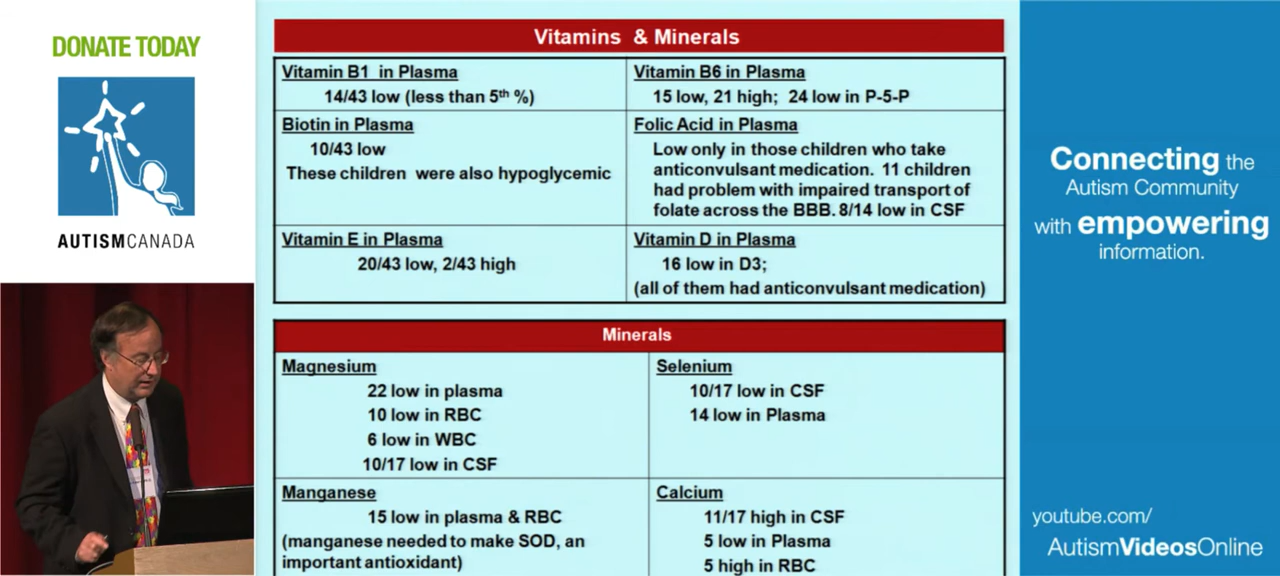 DONATE TODAY
AUTISMCANADA
Vitamins & Minerals
Vitamin B1 in Plasma
14/43 low (less than 5th %)
Vitamin B6 in Plasma
15 low, 21 high; 24 low in P-5-P
Biotin in Plasma
10/43 low
These children were also hypoglycemic
Folic Acid in Plasma
Low only in those children who take
anticonvulsant medication. 11 children
had problem with impaired transport of
folate across the BBB. 8/14 low in CSF
Vitamin E in Plasma
20/43 low, 2/43 high
Vitamin D in Plasma
16 low in D3;
(all of them had anticonvulsant medication)
Minerals
Magnesium
22 low in plasma
10 low in RBC
6 low in WBC
10/17 low in CSF
Selenium
10/17 low in CSF
14 low in Plasma
Manganese
15 low in plasma & RBC
(manganese needed to make SOD, an
important antioxidant)
Calcium
11/17 high in CSF
5 low in Plasma
5 high in RBC
Connecting the
Autism Community
with empowering
information.
youtube.com/
AutismVideosOnline